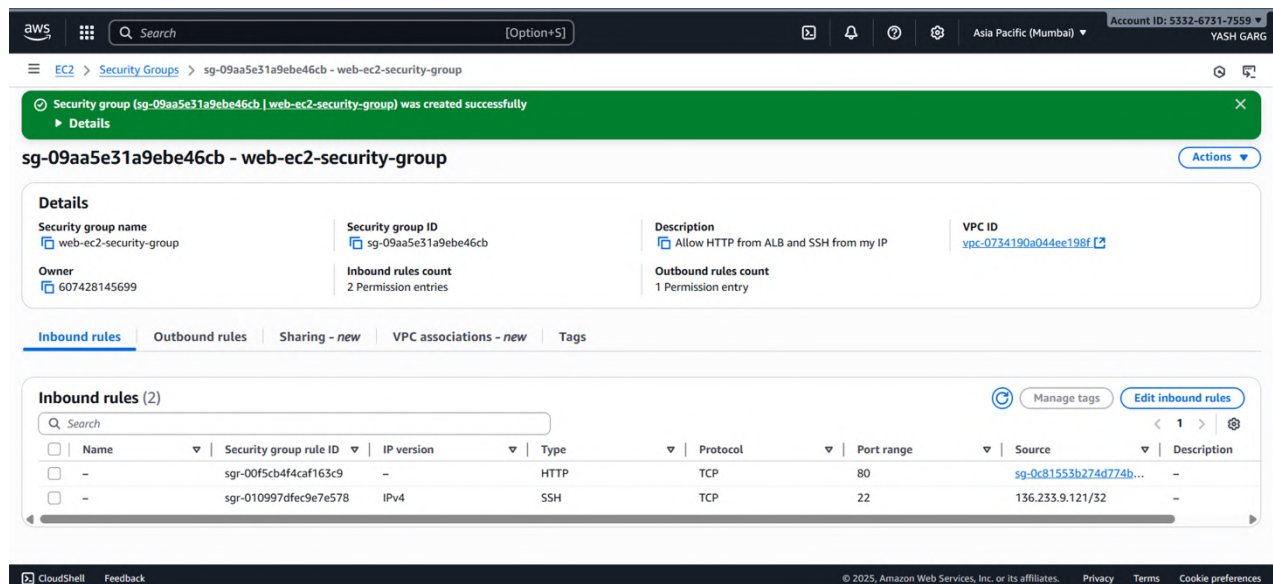 aws Search [Option+S] Asia Pacific (Mumbai) ▼ Account ID: 5332-6731-7559 ▼
YASH GARG
EC2 > Security Groups > sg-09aa5e31a9ebe46cb - web-ec2-security-group
Security group (sg-09aa5e31a9ebe46cb | web-ec2-security-group) was created successfully
▶ Details
sg-09aa5e31a9ebe46cb - web-ec2-security-group Actions ▼
Details
Security group name Security group ID Description VPC ID
web-ec2-security-group sg-09aa5e31a9ebe46cb Allow HTTP from ALB and SSH from my IP vpc-0734190a044ee198f
Owner Inbound rules count Outbound rules count
607428145699 2 Permission entries 1 Permission entry
Inbound rules Outbound rules Sharing - new VPC associations - new Tags
Inbound rules (2) Manage tags Edit inbound rules
Search < 1 >
Name Security group rule ID IP version Type Protocol Port range Source Description
– sgr-00f5cb4f4caf163c9 – HTTP TCP 80 sg-0c81553b274d774b... –
– sgr-010997dfec9e7e578 IPv4 SSH TCP 22 136.233.9.121/32 –
CloudShell Feedback © 2025, Amazon Web Services, Inc. or its affiliates. Privacy Terms Cookie preferences